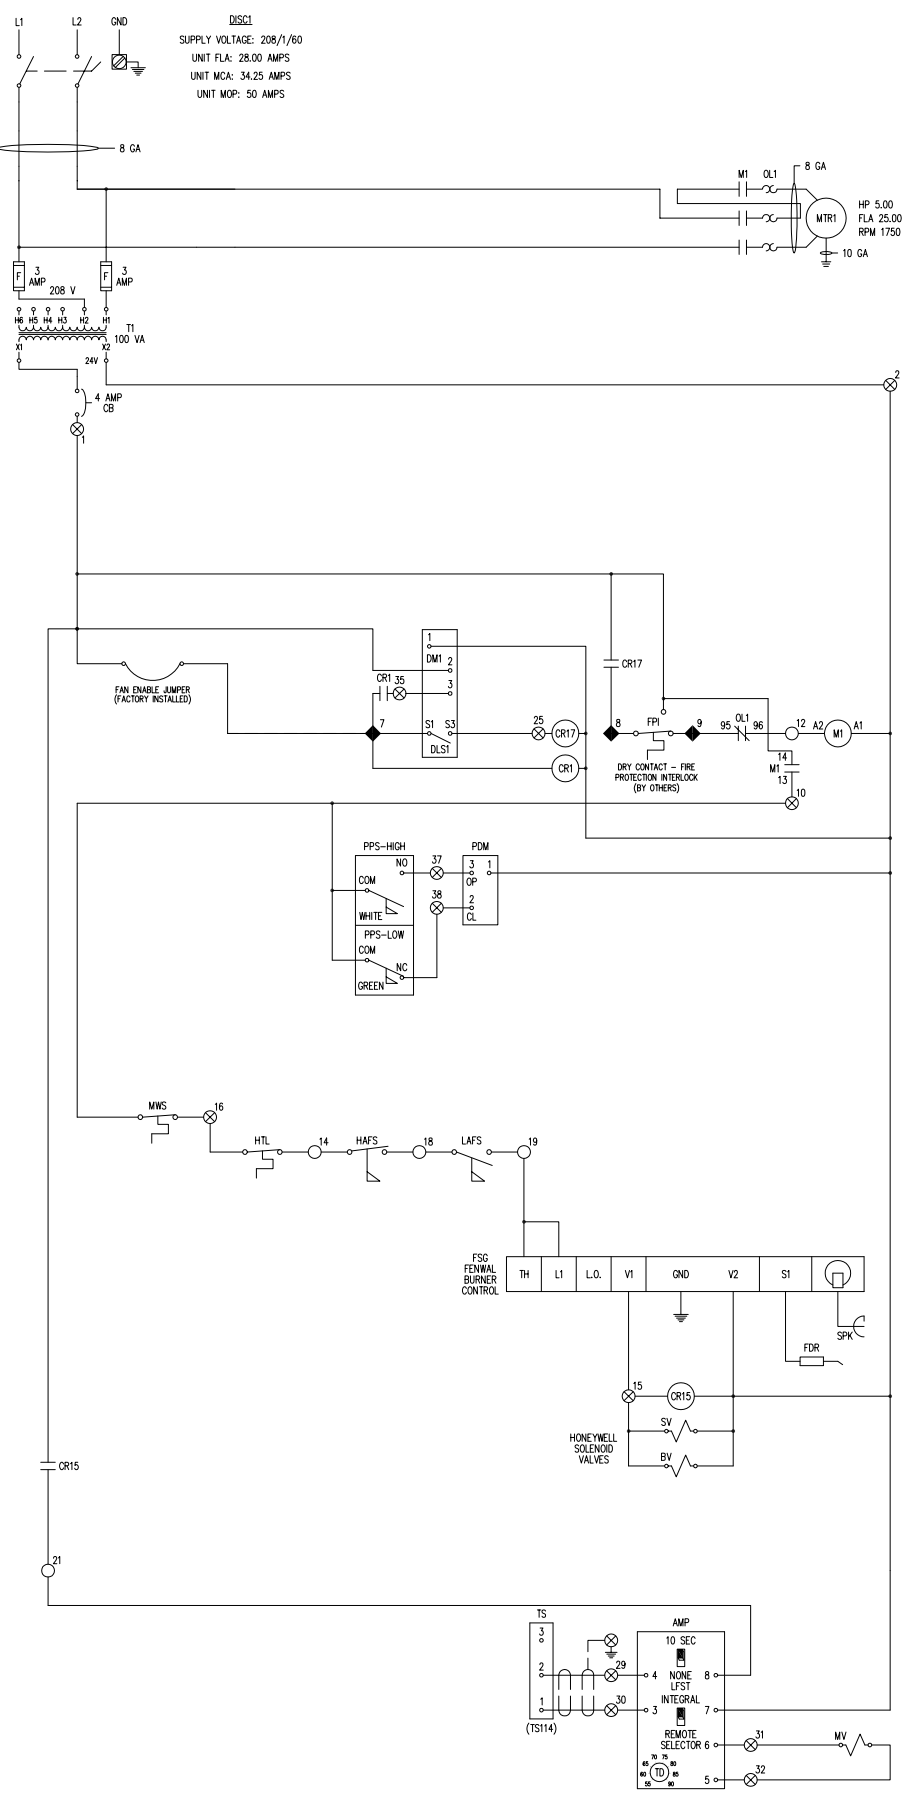 L1
L2
GND
DISC1
SUPPLY VOLTAGE: 208/1/60
UNIT FLA: 28.00 AMPS
UNIT MCA: 34.25 AMPS
UNIT MOP: 50 AMPS
8 GA
8 GA
M1
OL1
MTR1
HP 5.00
FLA 25.00
RPM 1750
10 GA
F
3
AMP
F
3
AMP
208 V
H6
H5
H4
H3
H2
H1
T1
100 VA
X1
X2
24V
2
4 AMP
CB
1
1
DM1
2
3
CR1
35
CR17
FAN ENABLE JUMPER
(FACTORY INSTALLED)
7
S1
S3
DLS1
25
CR17
CR1
8
FPI
9
95
OL1
96
12
A2
M1
A1
DRY CONTACT - FIRE
PROTECTION INTERLOCK
(BY OTHERS)
14
M1
13
10
PPS-HIGH
NO
COM
WHITE
PPS-LOW
COM
NC
GREEN
37
38
PDM
3
1
OP
2
CL
MWS
16
HTL
14
HAFS
18
LAFS
19
FSG
FENWAL
BURNER
CONTROL
TH
L1
L.O.
V1
GND
V2
S1
SPK
FDR
15
CR15
SV
BV
HONEYWELL
SOLENOID
VALVES
CR15
21
TS
3
2
1
(TS114)
29
30
AMP
10 SEC
4
NONE
LFST
8
INTEGRAL
3
7
REMOTE
SELECTOR 6
5
70 75
65
80
60
TD
85
55
90
31
MV
32